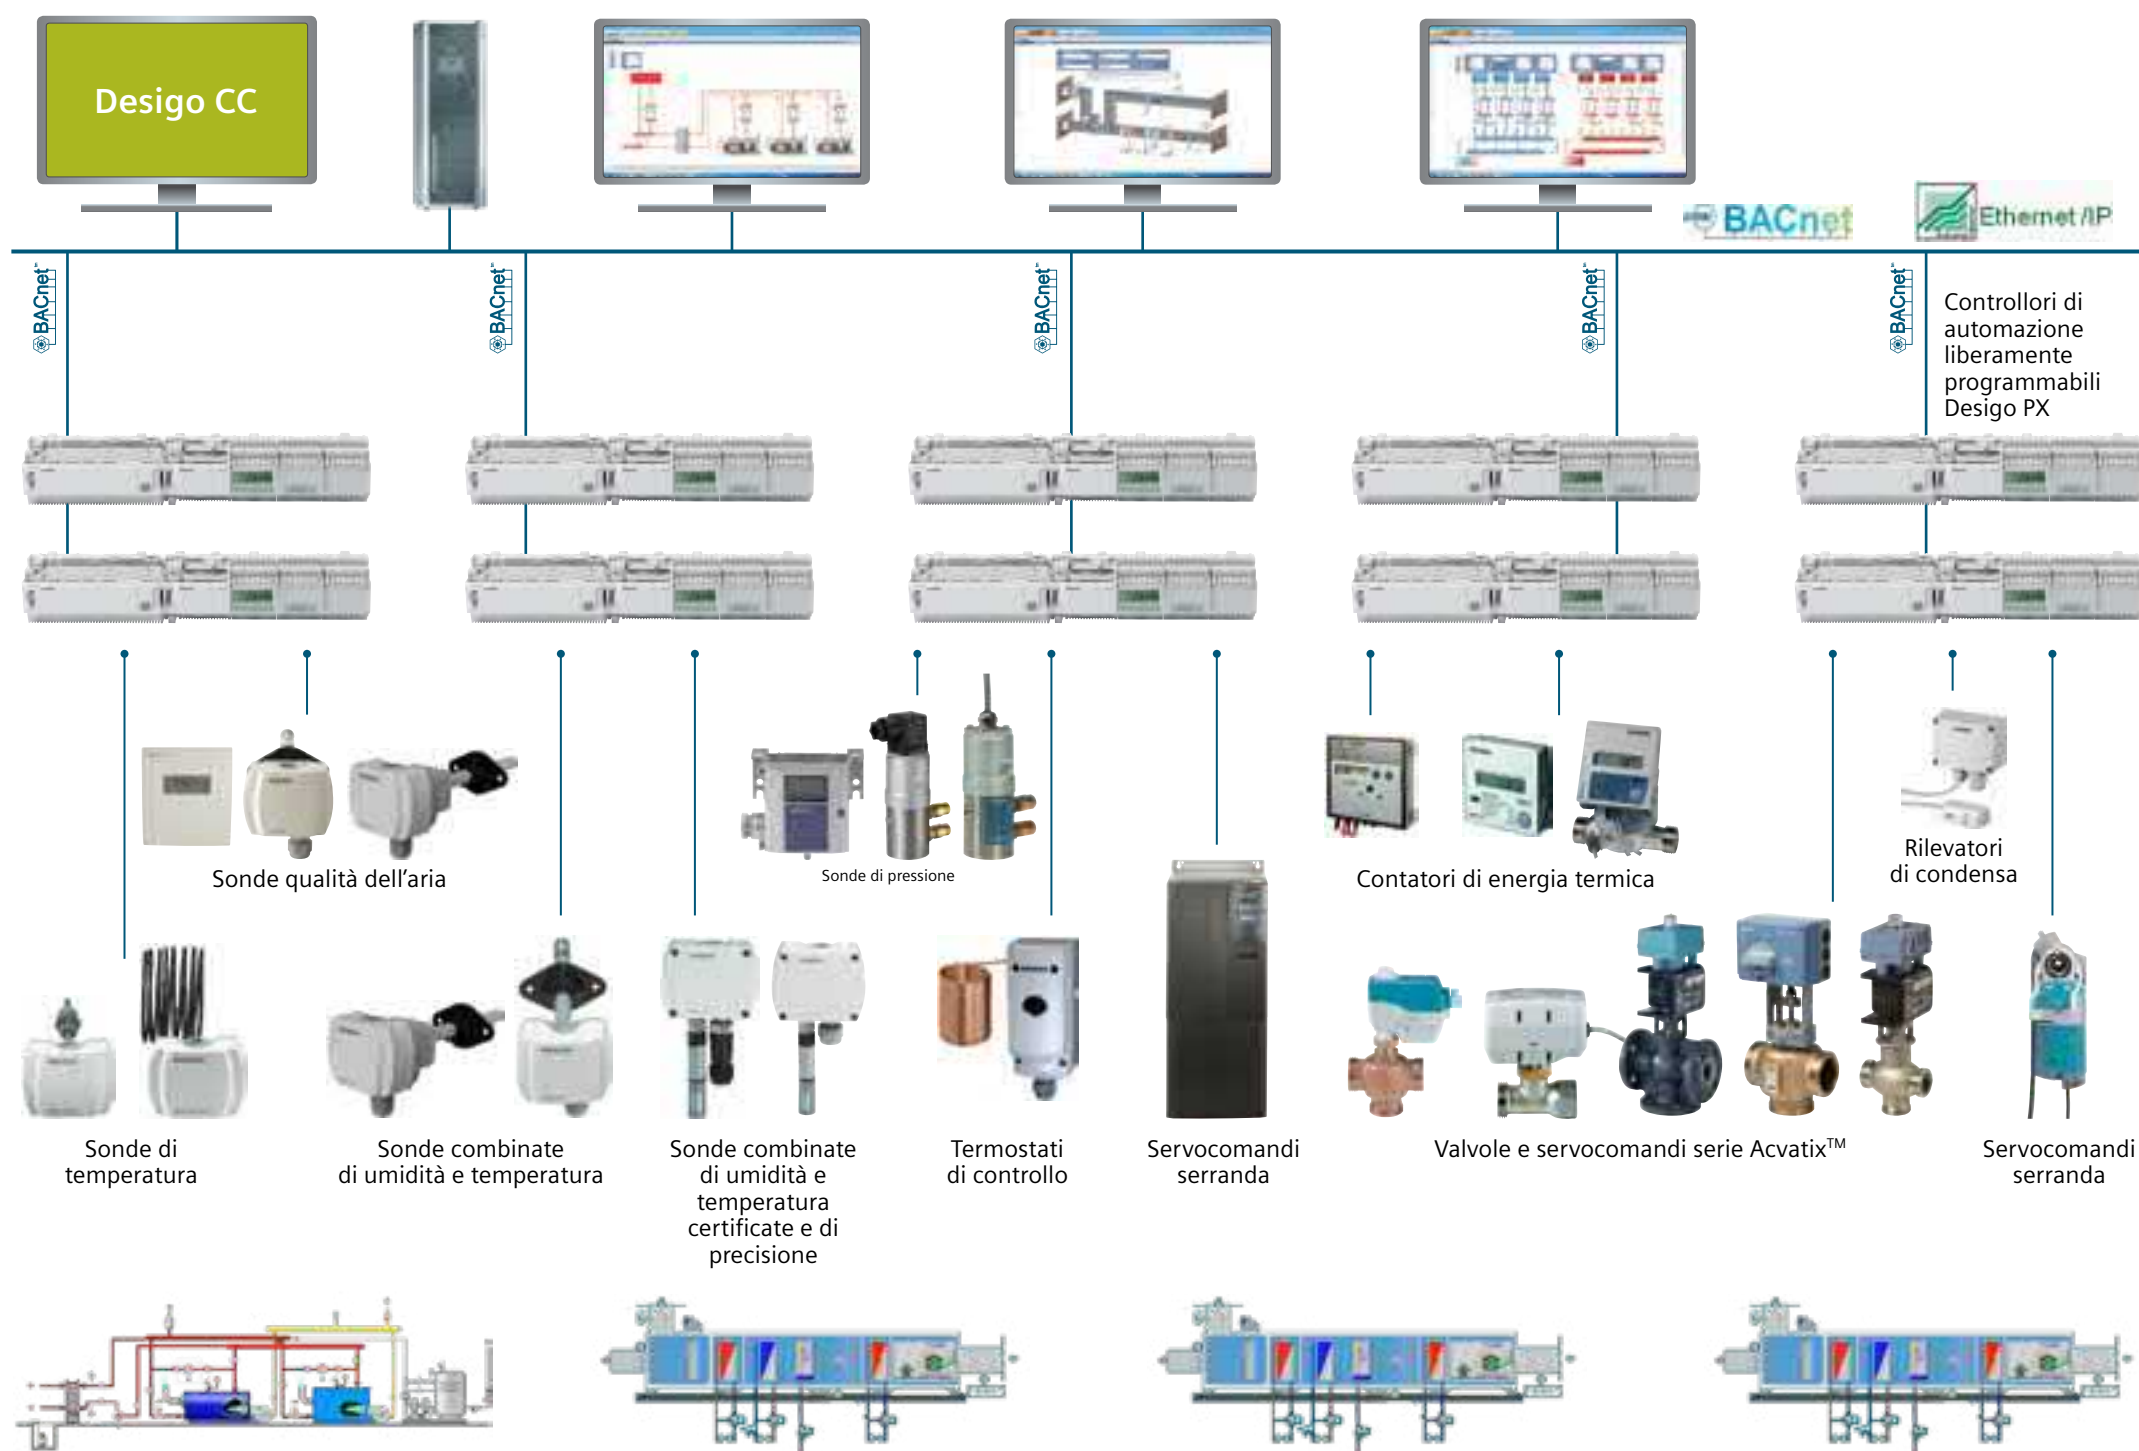 Desigo CC
BACnet
Ethernet/IP
BACnet
BACnet
BACnet
BACnet
BACnet
Controllori di
automazione
liberamente
programmabili
Desigo PX
Sonde qualità dell'aria
Sonde di pressione
Contatori di energia termica
Rilevatori
di condensa
Sonde di
temperatura
Sonde combinate
di umidità e temperatura
Sonde combinate
di umidità e
temperatura
certificate e di
precisione
Termostati
di controllo
Servocomandi
serranda
Valvole e servocomandi serie Acvatix™
Servocomandi
serranda